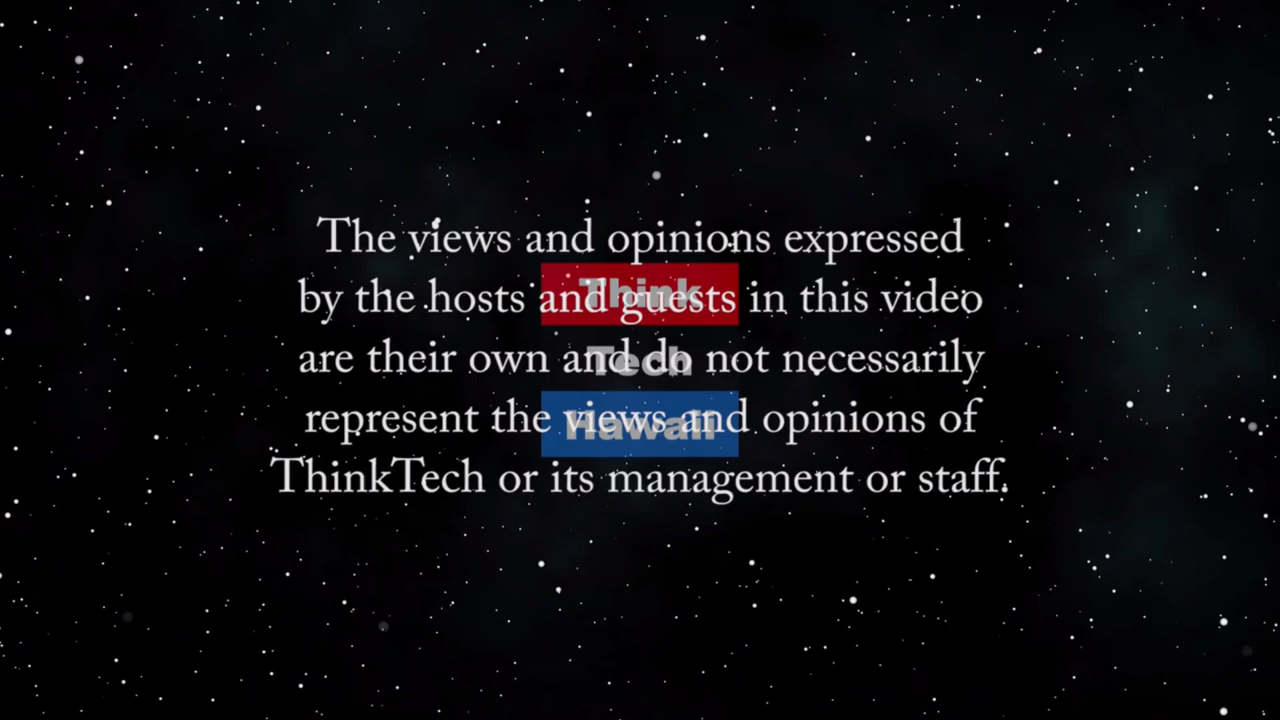 The views and opinions expressed
by the hosts and guests in this video
are their own and do not necessarily
represent the views and opinions of
ThinkTech or its management or staff.
Think
Tech
Hawaii